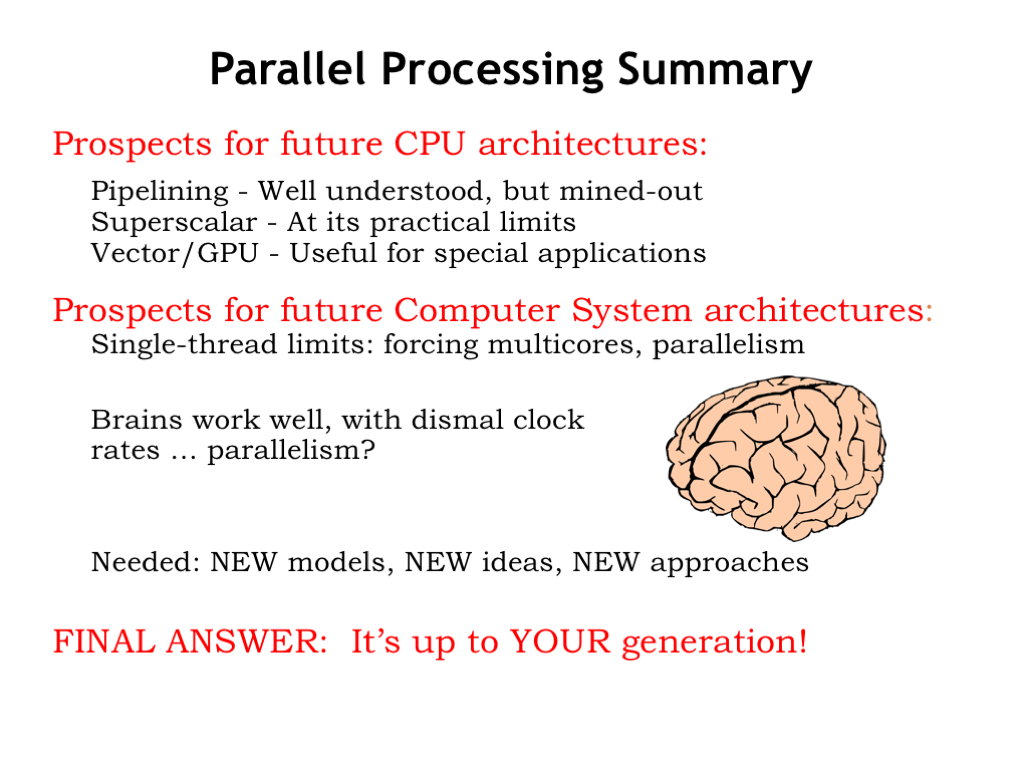 Parallel Processing Summary
Prospects for future CPU architectures:
Pipelining - Well understood, but mined-out
Superscalar - At its practical limits
Vector/GPU - Useful for special applications
Prospects for future Computer System architectures:
Single-thread limits: forcing multicores, parallelism
Brains work well, with dismal clock
rates … parallelism?
Needed: NEW models, NEW ideas, NEW approaches
FINAL ANSWER:  It’s up to YOUR generation!